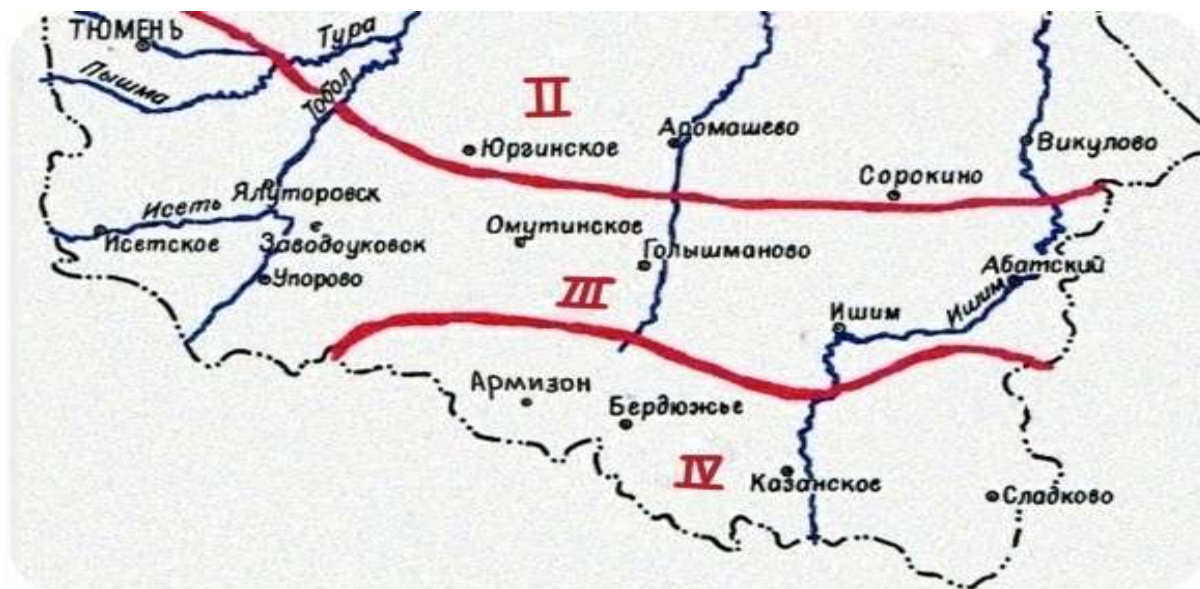 ТЮМЕНЬ
Тура
Пышма
Тобол
II
Аромашево
Юргинское
Викулово
Сорокино
Ялуторовск
Исеть
Исетское
Заводоуковск
Омутинское
Голышманово
Упорово
Абатский
III
Ишим
Ишим
Армизон
Бердюжье
IV
Казанское
Сладково